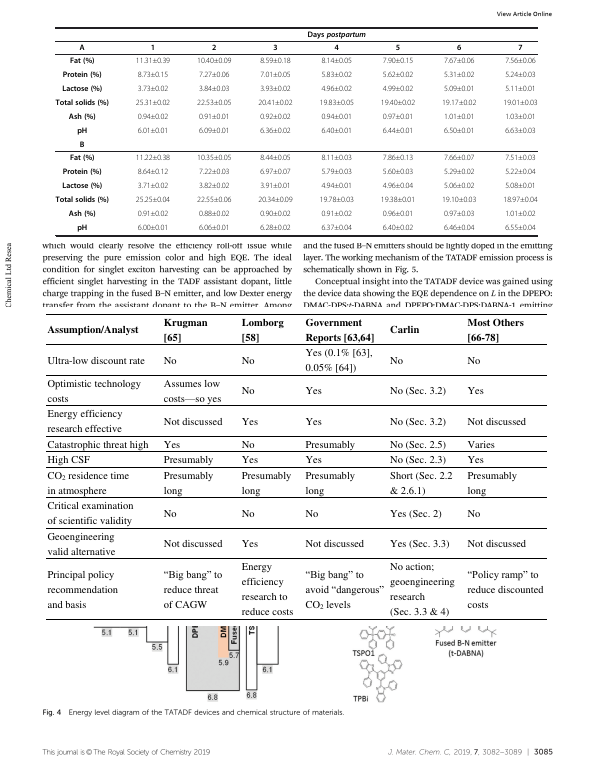 View Article Online
Days postpartum
A 1 2 3 4 5 6 7
Fat (%) 11.31±0.39 10.40±0.09 8.59±0.18 8.14±0.05 7.90±0.15 7.67±0.06 7.56±0.06
Protein (%) 8.73±0.15 7.27±0.06 7.01±0.05 5.83±0.02 5.62±0.02 5.31±0.02 5.24±0.03
Lactose (%) 3.73±0.02 3.84±0.03 3.93±0.02 4.96±0.02 4.99±0.02 5.09±0.01 5.11±0.01
Total solids (%) 25.31±0.02 22.53±0.05 20.41±0.02 19.83±0.05 19.40±0.02 19.17±0.02 19.01±0.03
Ash (%) 0.94±0.02 0.91±0.01 0.92±0.02 0.94±0.01 0.97±0.01 1.01±0.01 1.03±0.01
pH 6.01±0.01 6.09±0.01 6.36±0.02 6.40±0.01 6.44±0.01 6.50±0.01 6.63±0.03
B
Fat (%) 11.22±0.38 10.35±0.05 8.44±0.05 8.11±0.03 7.86±0.13 7.66±0.07 7.51±0.03
Protein (%) 8.64±0.12 7.22±0.03 6.97±0.07 5.79±0.03 5.60±0.03 5.29±0.02 5.22±0.04
Lactose (%) 3.71±0.02 3.82±0.02 3.91±0.01 4.94±0.01 4.96±0.04 5.06±0.02 5.08±0.01
Total solids (%) 25.25±0.04 22.55±0.06 20.34±0.09 19.78±0.03 19.38±0.01 19.10±0.03 18.97±0.04
Ash (%) 0.91±0.02 0.88±0.02 0.90±0.02 0.91±0.02 0.96±0.01 0.97±0.03 1.01±0.02
pH 6.00±0.01 6.06±0.01 6.28±0.02 6.37±0.04 6.40±0.02 6.46±0.04 6.55±0.04
Chemical Ltd Resea
which would clearly resolve the efficiency roll-off issue while
preserving the pure emission color and high EQE. The ideal
condition for singlet exciton harvesting can be approached by
efficient singlet harvesting in the TADF assistant dopant, little
charge trapping in the fused B–N emitter, and low Dexter energy
transfer from the assistant dopant to the B–N emitter. Among
and the fused B–N emitters should be lightly doped in the emitting
layer. The working mechanism of the TATADF emission process is
schematically shown in Fig. 5.
Conceptual insight into the TATADF device was gained using
the device data showing the EQE dependence on L in the DPEPO:
DMAC-DPS:t-DABNA and DPEPO:DMAC-DPS:DABNA-1 emitting
Assumption/Analyst Krugman Lomborg Government Carlin Most Others
[65] [58] Reports [63,64] [66-78]
Ultra-low discount rate No No Yes (0.1% [63], No No
0.05% [64])
Optimistic technology Assumes low No Yes No (Sec. 3.2) Yes
costs costs—so yes
Energy efficiency Not discussed Yes Yes No (Sec. 3.2) Not discussed
research effective
Catastrophic threat high Yes No Presumably No (Sec. 2.5) Varies
High CSF Presumably Yes Yes No (Sec. 2.3) Yes
CO₂ residence time Presumably Presumably Presumably Short (Sec. 2.2 Presumably
in atmosphere long long long & 2.6.1) long
Critical examination No No No Yes (Sec. 2) No
of scientific validity
Geoengineering Not discussed Yes Not discussed Yes (Sec. 3.3) Not discussed
valid alternative
Principal policy “Big bang” to Energy “Big bang” to No action; “Policy ramp” to
recommendation reduce threat efficiency avoid “dangerous” geoengineering reduce discounted
and basis of CAGW research to CO₂ levels research costs
reduce costs (Sec. 3.3 & 4)
5.1 5.1
5.5
6.1
DPI
DM
Fused
TS
5.7
5.9
6.1
6.8 6.8
TSPO1
TPBi
Fused B-N emitter
(t-DABNA)
Fig. 4 Energy level diagram of the TATADF devices and chemical structure of materials.
This journal is © The Royal Society of Chemistry 2019
J. Mater. Chem. C, 2019, 7, 3082–3089 | 3085